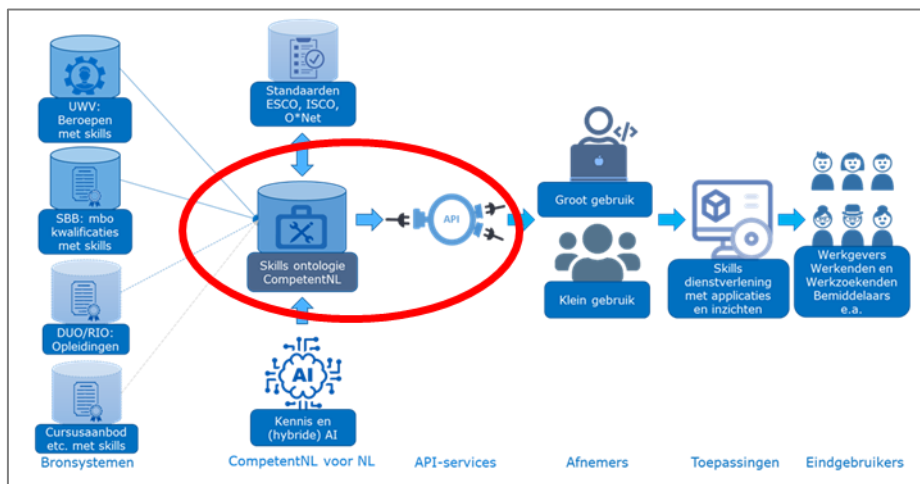 UWV:
Beroepen
met skills
SBB: mbo
kwalificaties
met skills
DUO/RIO:
Opleidingen
Cursusaanbod
etc. met skills
Bronsystemen
Standaarden
ESCO, ISCO,
O*Net
Skills ontologie
CompetentNL
AI
Kennis en
(hybride) AI
CompetentNL voor NL
API
API-services
</>
Groot gebruik
Klein gebruik
Afnemers
Skills
dienstverlening
met applicaties
en inzichten
Toepassingen
Werkgevers
Werkenden en
Werkzoekenden
Bemiddelaars
e.a.
Eindgebruikers